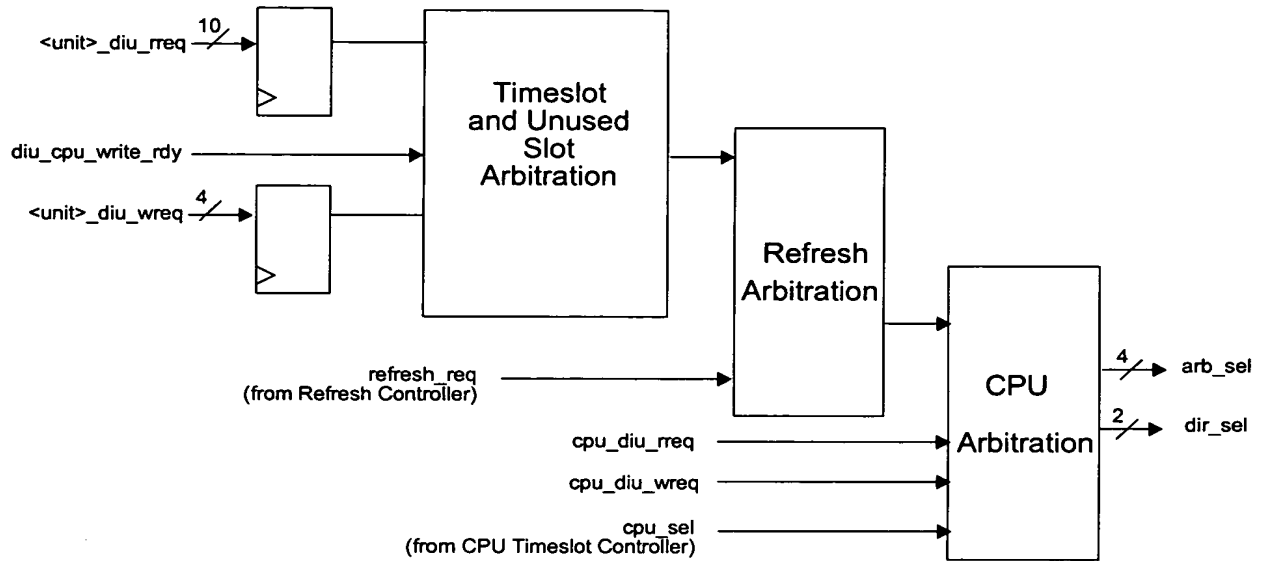 <unit>_diu_rreq
10
diu_cpu_write_rdy
<unit>_diu_wreq
4
Timeslot
and Unused
Slot
Arbitration
Refresh
Arbitration
refresh_req
(from Refresh Controller)
cpu_diu_rreq
cpu_diu_wreq
cpu_sel
(from CPU Timeslot Controller)
CPU
Arbitration
4
arb_sel
2
dir_sel